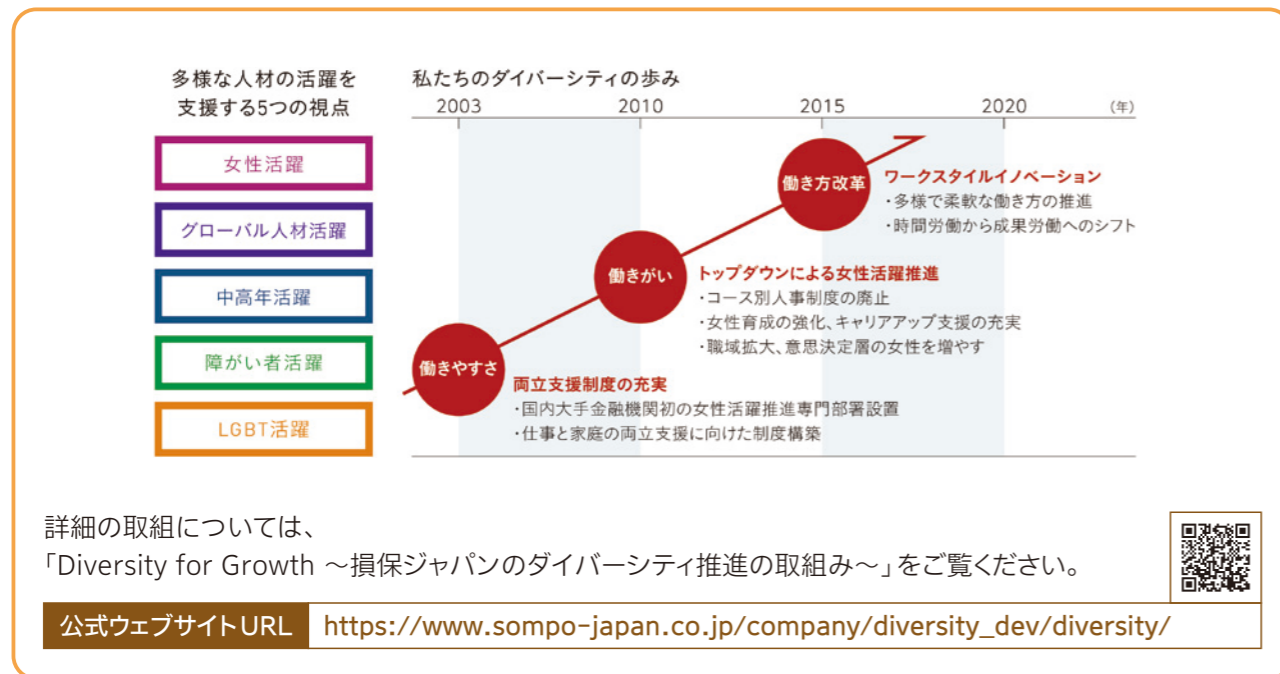 多様な人材の活躍を
支援する5つの視点
女性活躍
グローバル人材活躍
中高年活躍
障がい者活躍
LGBT活躍
私たちのダイバーシティの歩み
2003 2010 2015 2020 (年)
働き方改革
ワークスタイルイノベーション
・多様で柔軟な働き方の推進
・時間労働から成果労働へのシフト
働きがい
トップダウンによる女性活躍推進
・コース別人事制度の廃止
・女性育成の強化、キャリアアップ支援の充実
・職域拡大、意思決定層の女性を増やす
働きやすさ
両立支援制度の充実
・国内大手金融機関初の女性活躍推進専門部署設置
・仕事と家庭の両立支援に向けた制度構築
詳細の取組については、
「Diversity for Growth ～損保ジャパンのダイバーシティ推進の取組み～」をご覧ください。
公式ウェブサイトURL https://www.sompo-japan.co.jp/company/diversity_dev/diversity/